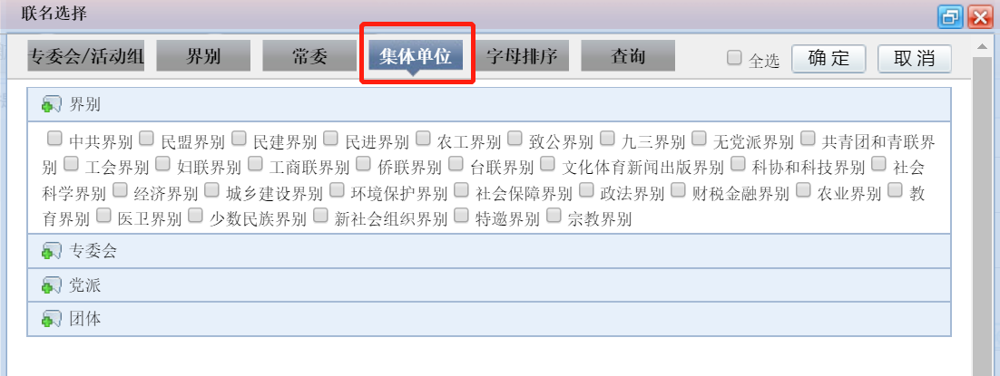 联名选择
专委会/活动组 界别 常委 集体单位 字母排序 查询 全选 确定 取消
界别
中共界别 民盟界别 民建界别 民进界别 农工界别 致公界别 九三界别 无党派界别 共青团和青联界
别 工会界别 妇联界别 工商联界别 侨联界别 台联界别 文化体育新闻出版界别 科协和科技界别 社会
科学界别 经济界别 城乡建设界别 环境保护界别 社会保障界别 政法界别 财税金融界别 农业界别 教
育界别 医卫界别 少数民族界别 新社会组织界别 特邀界别 宗教界别
专委会
党派
团体